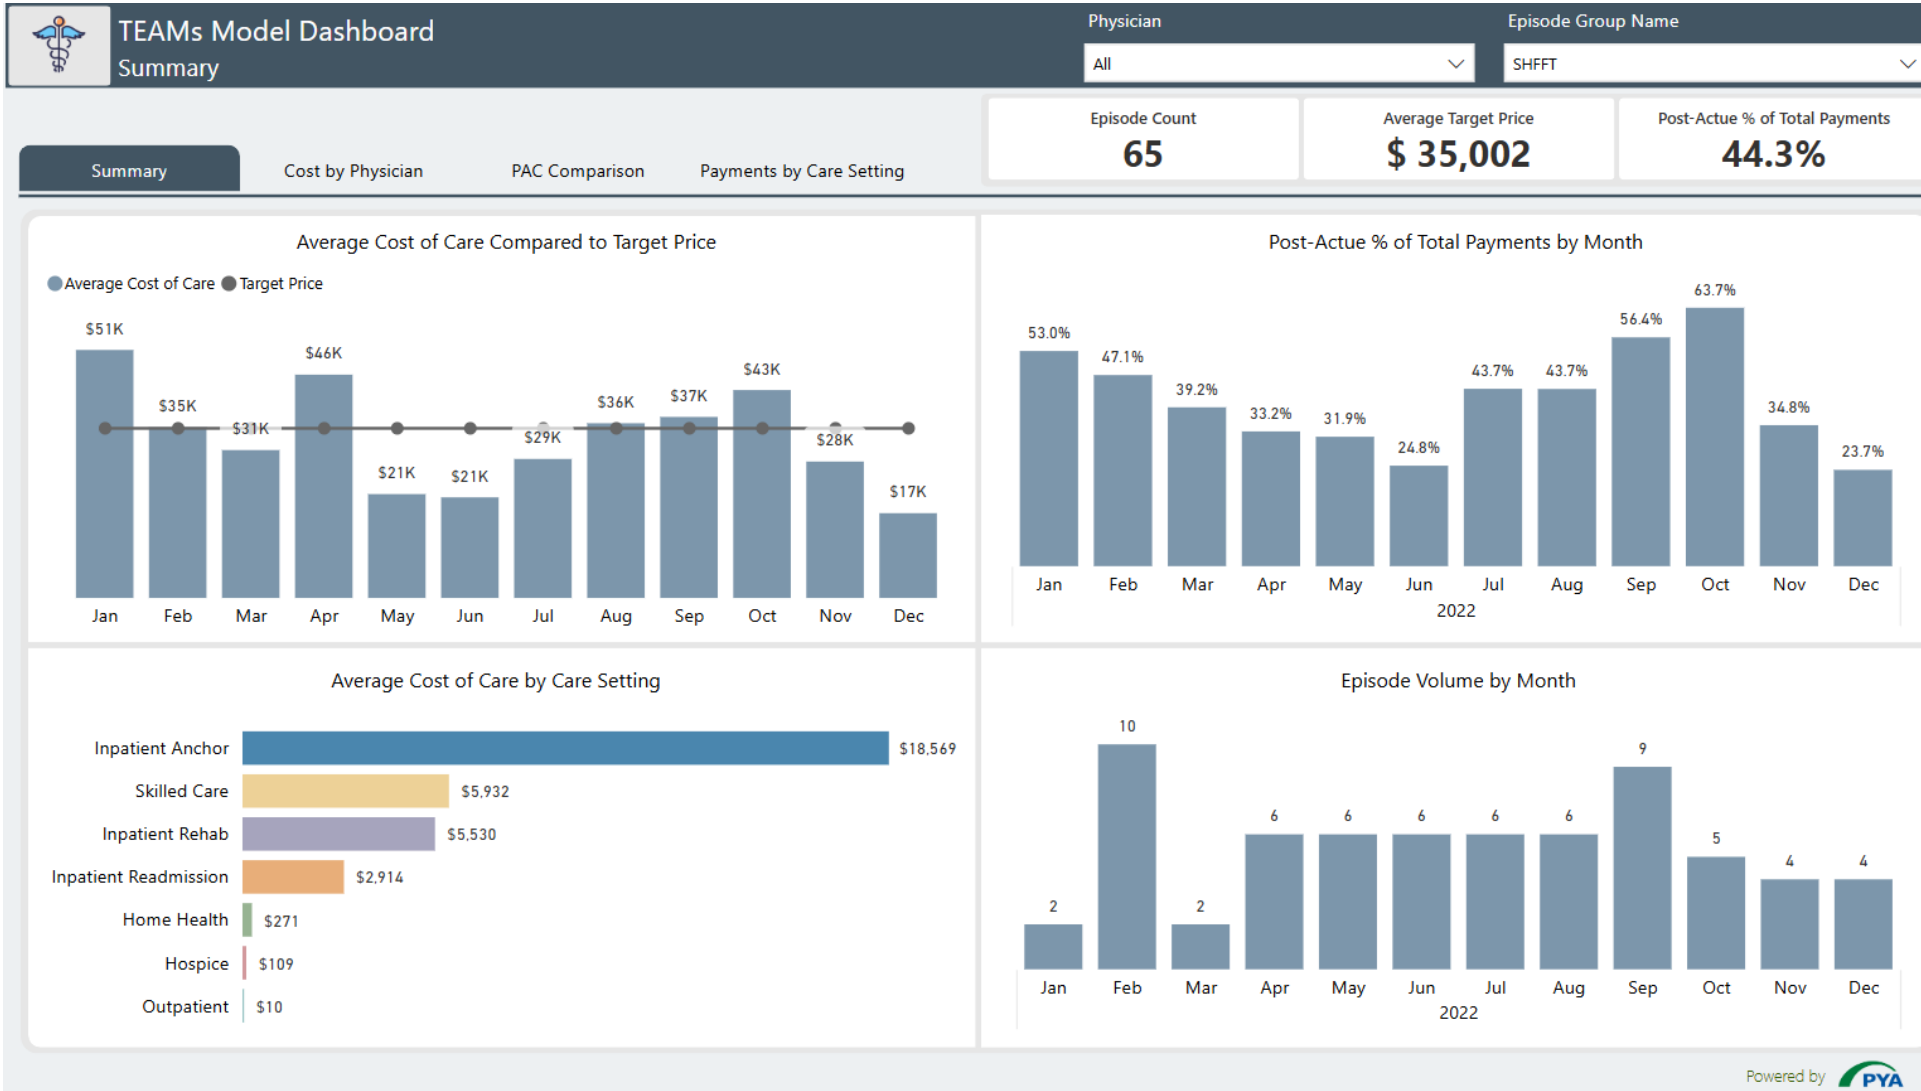 TEAMs Model Dashboard
Summary
Physician
All
Episode Group Name
SHFFT
Episode Count
65
Average Target Price
$ 35,002
Post-Actue % of Total Payments
44.3%
Summary
Cost by Physician
PAC Comparison
Payments by Care Setting
Average Cost of Care Compared to Target Price
Average Cost of Care
Target Price
$51K
$35K
$31K
$46K
$21K
$21K
$29K
$36K
$37K
$43K
$28K
$17K
Jan Feb Mar Apr May Jun Jul Aug Sep Oct Nov Dec
Post-Actue % of Total Payments by Month
53.0%
47.1%
39.2%
33.2%
31.9%
24.8%
43.7%
43.7%
56.4%
63.7%
34.8%
23.7%
Jan Feb Mar Apr May Jun Jul Aug Sep Oct Nov Dec
2022
Average Cost of Care by Care Setting
Inpatient Anchor $18,569
Skilled Care $5,932
Inpatient Rehab $5,530
Inpatient Readmission $2,914
Home Health $271
Hospice $109
Outpatient $10
Episode Volume by Month
2
10
2
6
6
6
6
6
9
5
4
4
Jan Feb Mar Apr May Jun Jul Aug Sep Oct Nov Dec
2022
Powered by PYA